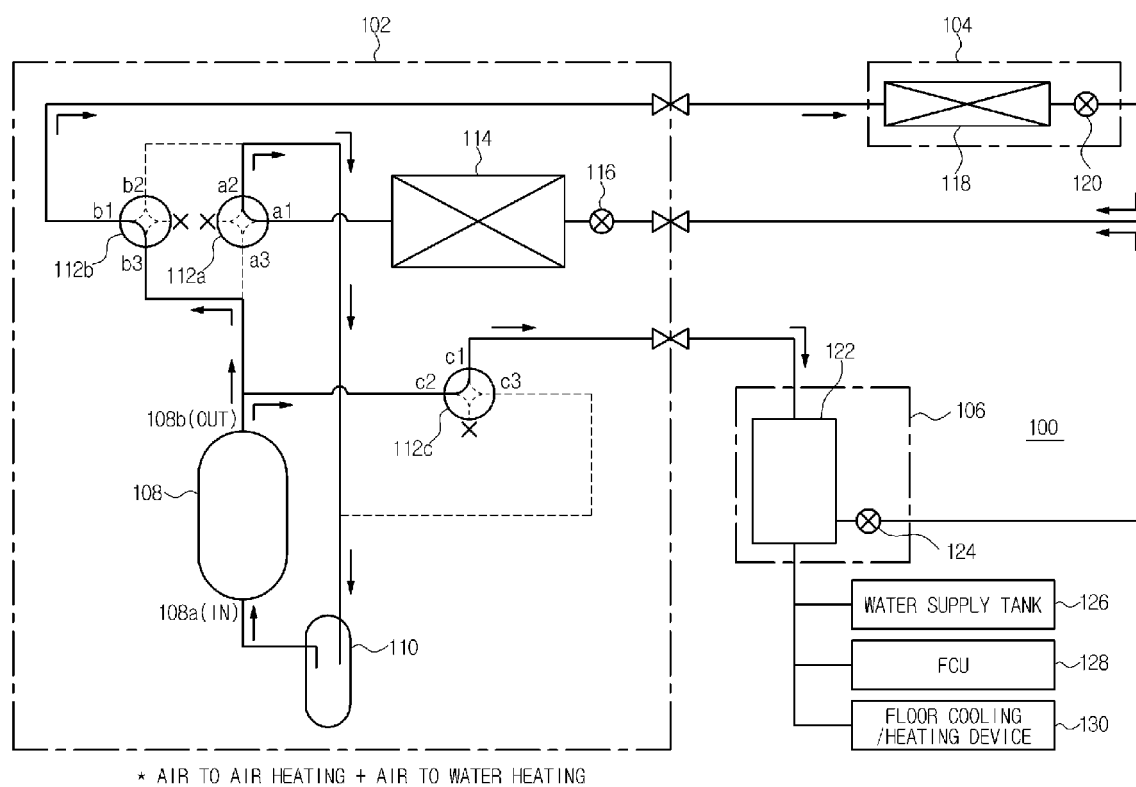 102
104
114
116
118
120
b2
a2
b1
a1
112b
b3
112a
a3
c1
c2
c3
122
106
108b(OUT)
112c
100
108
124
108a(IN)
110
WATER SUPPLY TANK
126
FCU
128
FLOOR COOLING
/HEATING DEVICE
130
* AIR TO AIR HEATING + AIR TO WATER HEATING